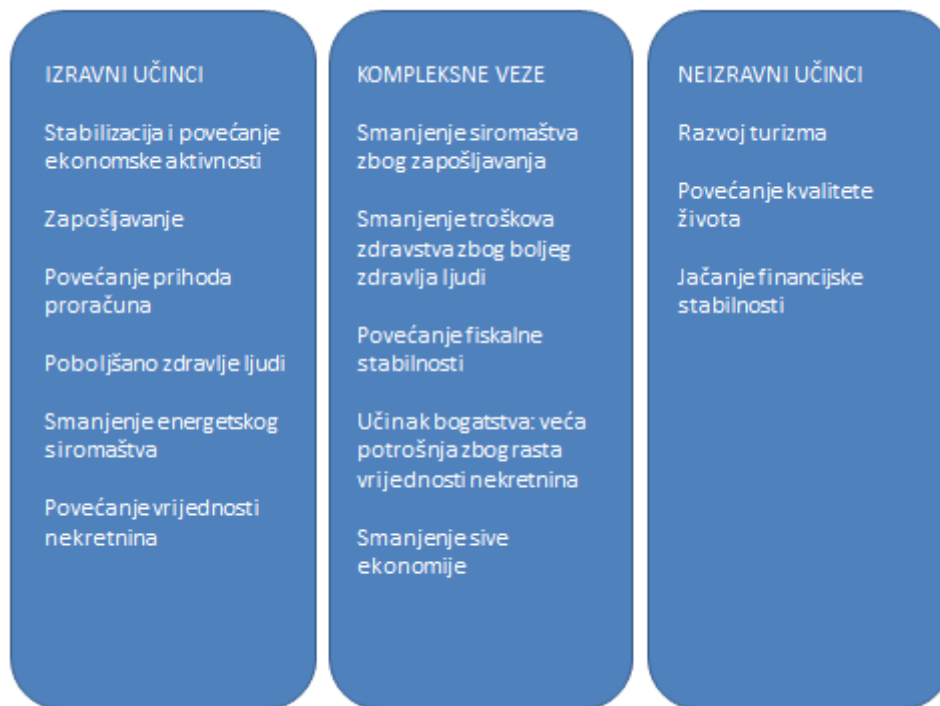 IZRAVNI UČINCI
Stabilizacija i povećanje
ekonomske aktivnosti
Zapošljavanje
Povećanje prihoda
proračuna
Poboljšano zdravlje ljudi
Smanjenje energetskog
siromaštva
Povećanje vrijednosti
nekretnina
KOMPLEKSNE VEZE
Smanjenje siromaštva
zbog zapošljavanja
Smanjenje troškova
zdravstva zbog boljeg
zdravlja ljudi
Povećanje fiskalne
stabilnosti
Učinak bogatstva: veća
potrošnja zbog rasta
vrijednosti nekretnina
Smanjenje sive
ekonomije
NEIZRAVNI UČINCI
Razvoj turizma
Povećanje kvalitete
života
Jačanje financijske
stabilnosti